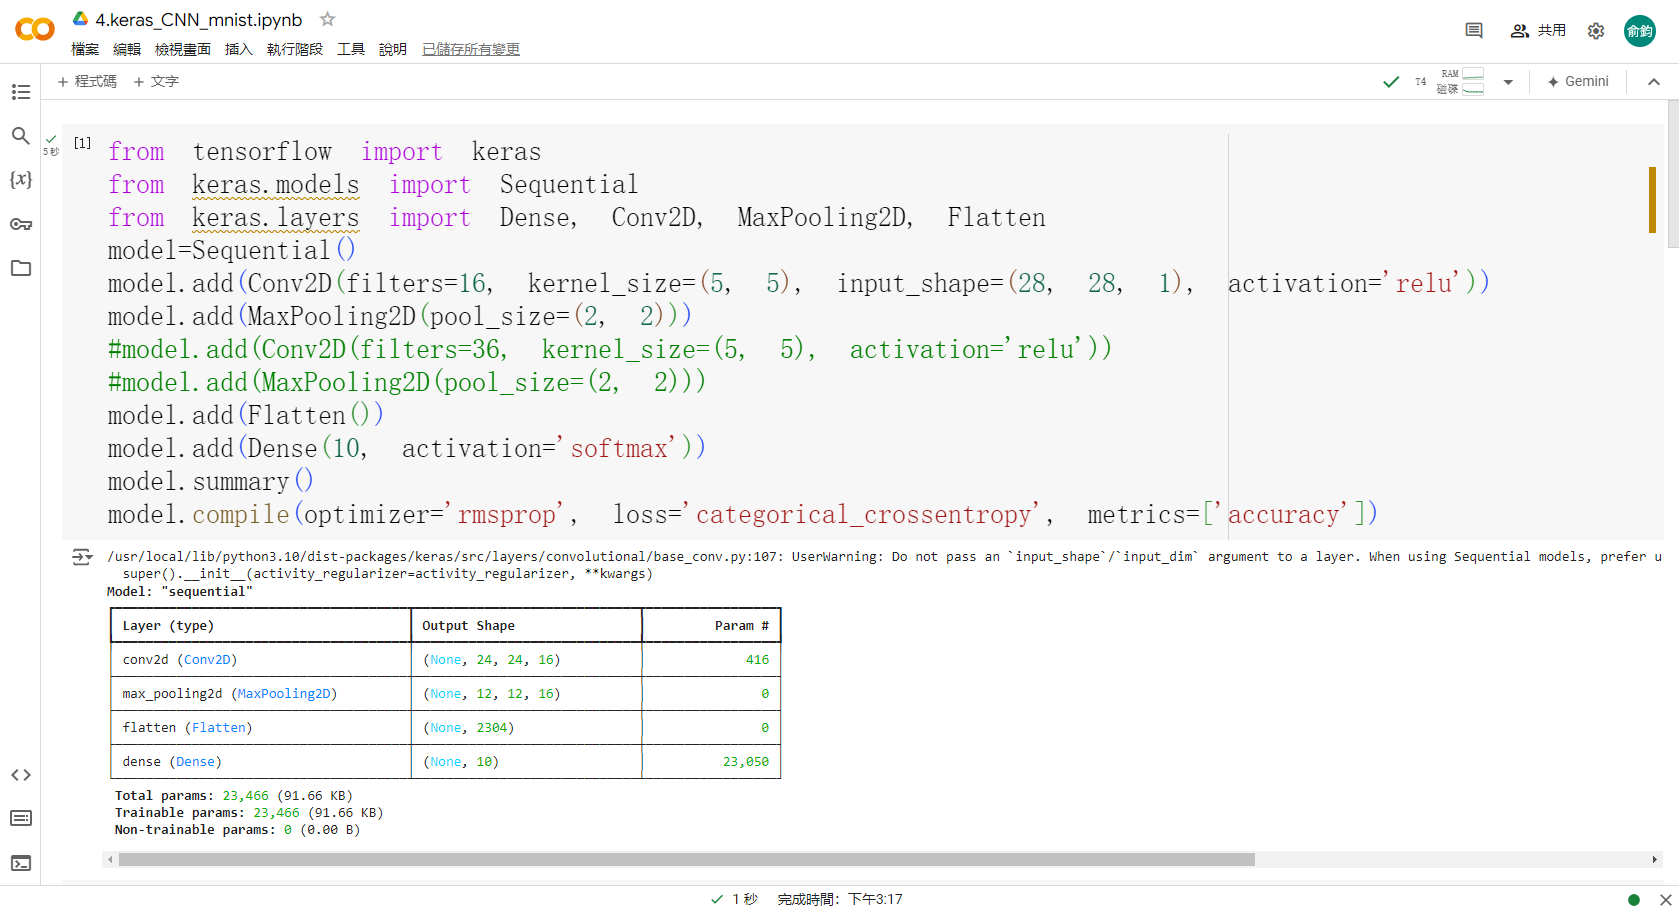 4.keras_CNN_mnist.ipynb
檔案 編輯 檢視畫面 插入 執行階段 工具 說明 已儲存所有變更
共用
俞鈞
+ 程式碼 + 文字
T4 RAM 磁碟 Gemini
5 秒
[1]
from tensorflow import keras
from keras.models import Sequential
from keras.layers import Dense, Conv2D, MaxPooling2D, Flatten
model=Sequential()
model.add(Conv2D(filters=16, kernel_size=(5, 5), input_shape=(28, 28, 1), activation='relu'))
model.add(MaxPooling2D(pool_size=(2, 2)))
#model.add(Conv2D(filters=36, kernel_size=(5, 5), activation='relu'))
#model.add(MaxPooling2D(pool_size=(2, 2)))
model.add(Flatten())
model.add(Dense(10, activation='softmax'))
model.summary()
model.compile(optimizer='rmsprop', loss='categorical_crossentropy', metrics=['accuracy'])
/usr/local/lib/python3.10/dist-packages/keras/src/layers/convolutional/base_conv.py:107: UserWarning: Do not pass an `input_shape`/`input_dim` argument to a layer. When using Sequential models, prefer u
super().__init__(activity_regularizer=activity_regularizer, **kwargs)
Model: "sequential"
Layer (type) Output Shape Param #
conv2d (Conv2D) (None, 24, 24, 16) 416
max_pooling2d (MaxPooling2D) (None, 12, 12, 16) 0
flatten (Flatten) (None, 2304) 0
dense (Dense) (None, 10) 23,050
Total params: 23,466 (91.66 KB)
Trainable params: 23,466 (91.66 KB)
Non-trainable params: 0 (0.00 B)
1 秒 完成時間: 下午3:17